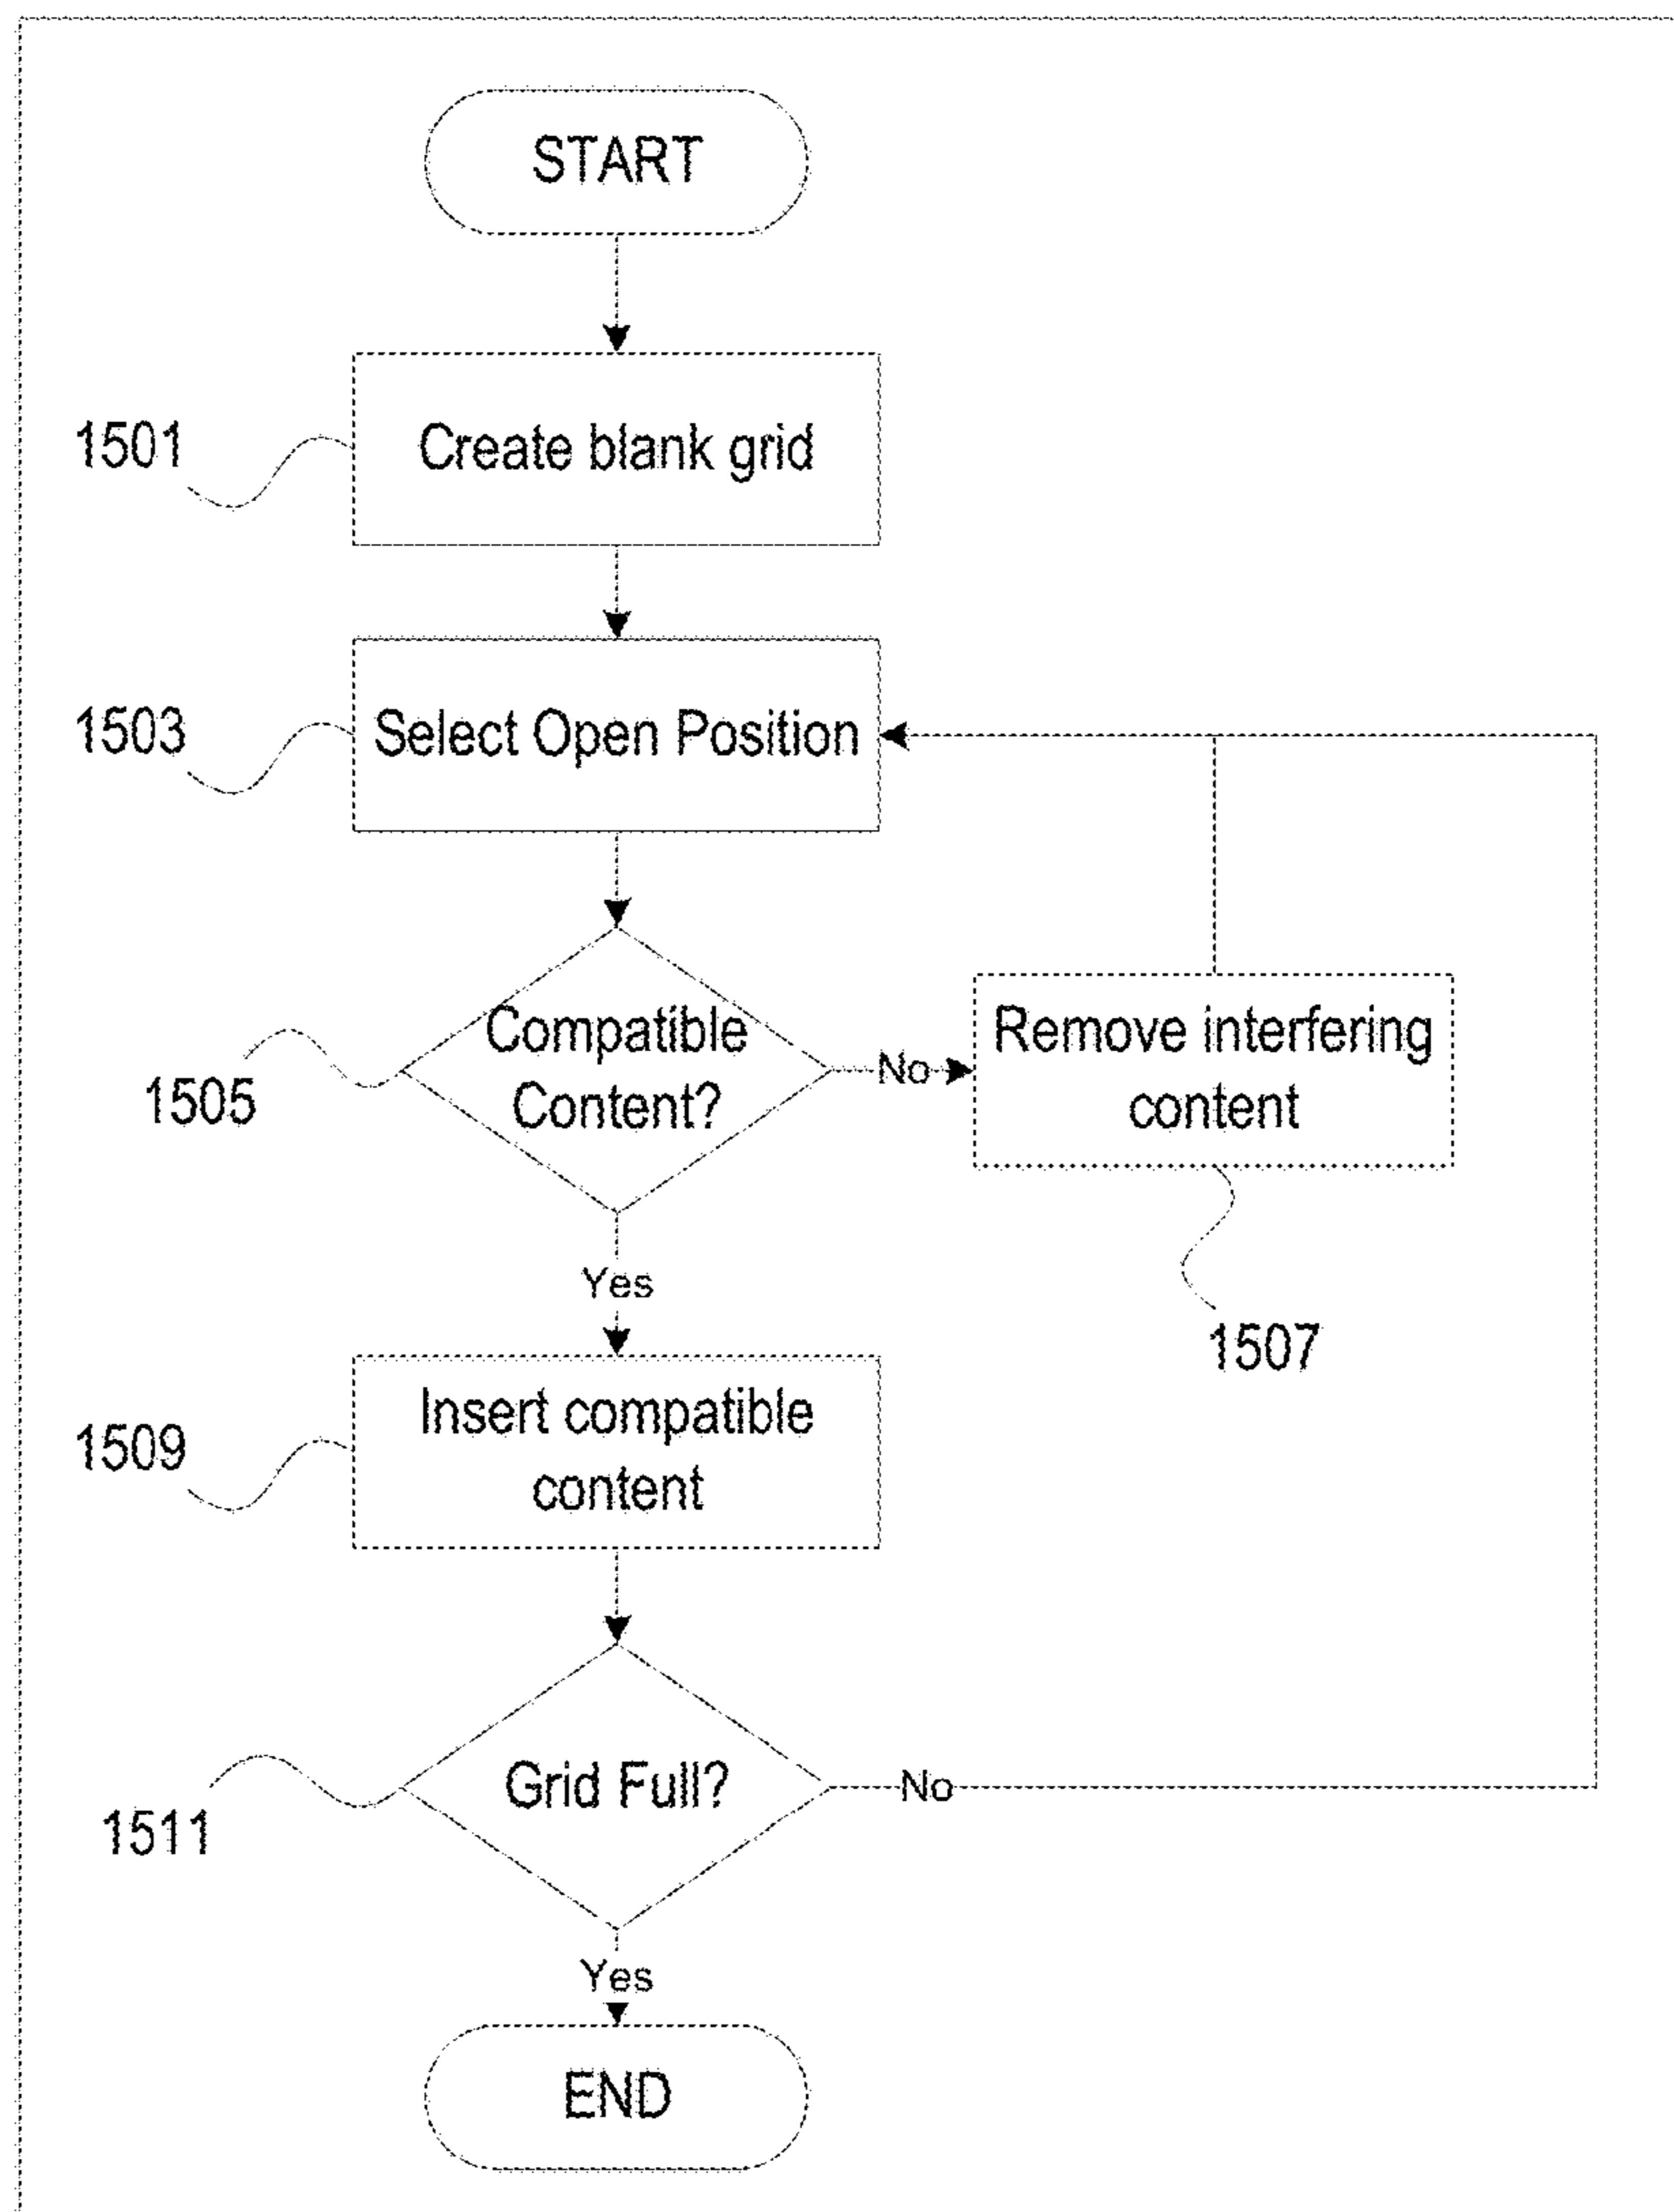 START
1501
Create blank grid
1503
Select Open Position
1505
Compatible
Content?
No
Remove interfering
content
1507
Yes
1509
Insert compatible
content
1511
Grid Full?
No
Yes
END